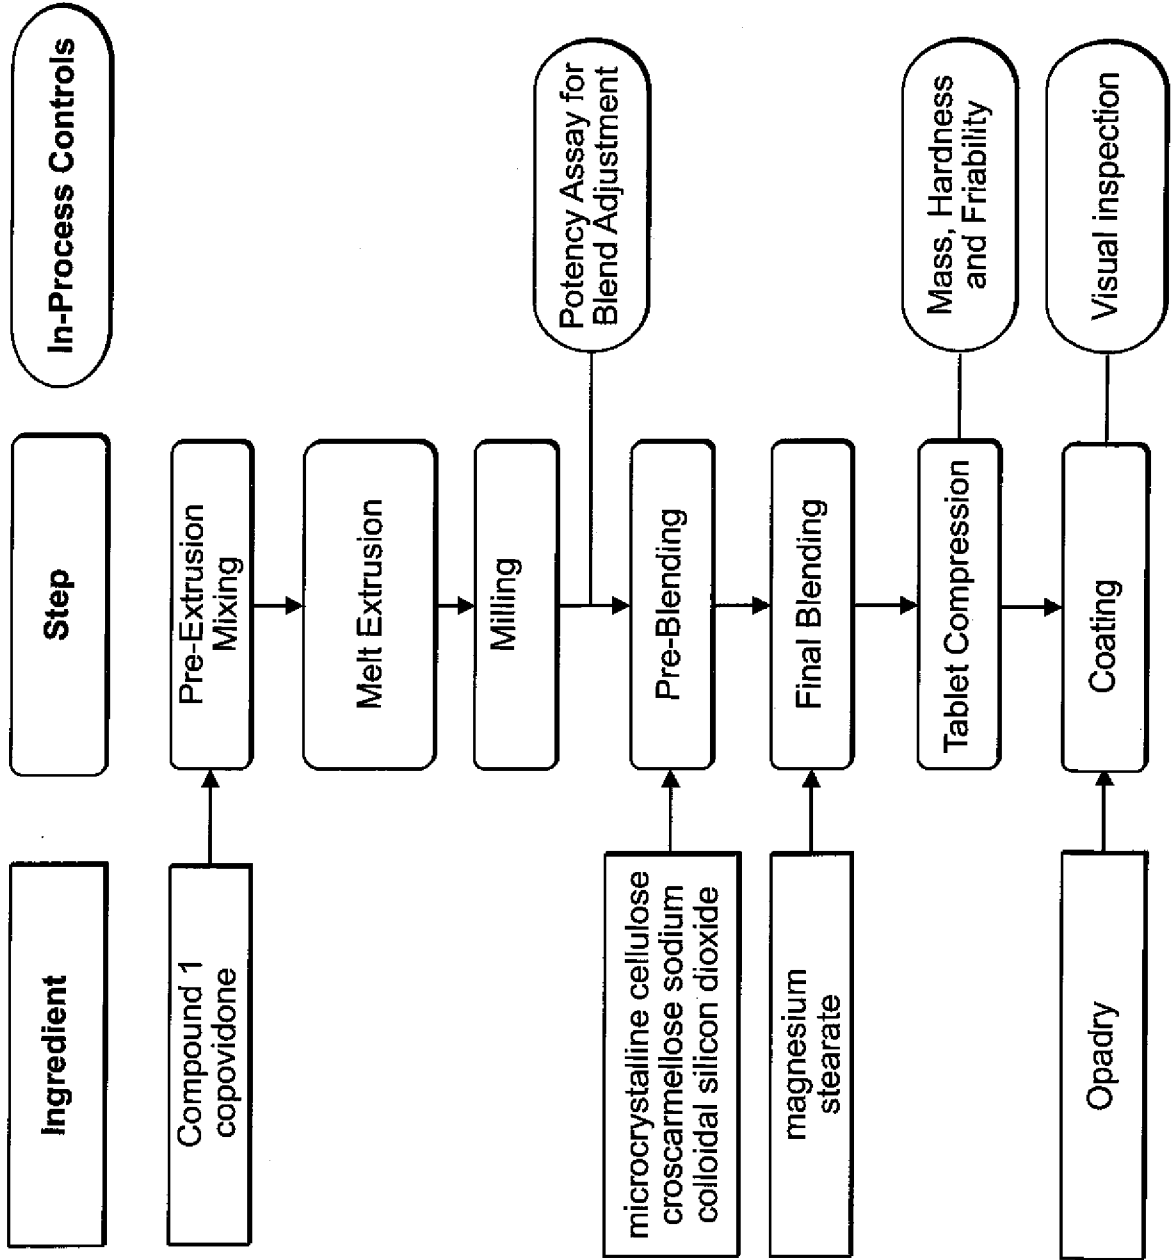 Ingredient
Step
In-Process Controls
Compound 1
copovidone
Pre-Extrusion
Mixing
Melt Extrusion
Milling
Potency Assay for
Blend Adjustment
microcrystalline cellulose
croscarmellose sodium
colloidal silicon dioxide
Pre-Blending
magnesium
stearate
Final Blending
Tablet Compression
Mass, Hardness
and Friability
Opadry
Coating
Visual inspection